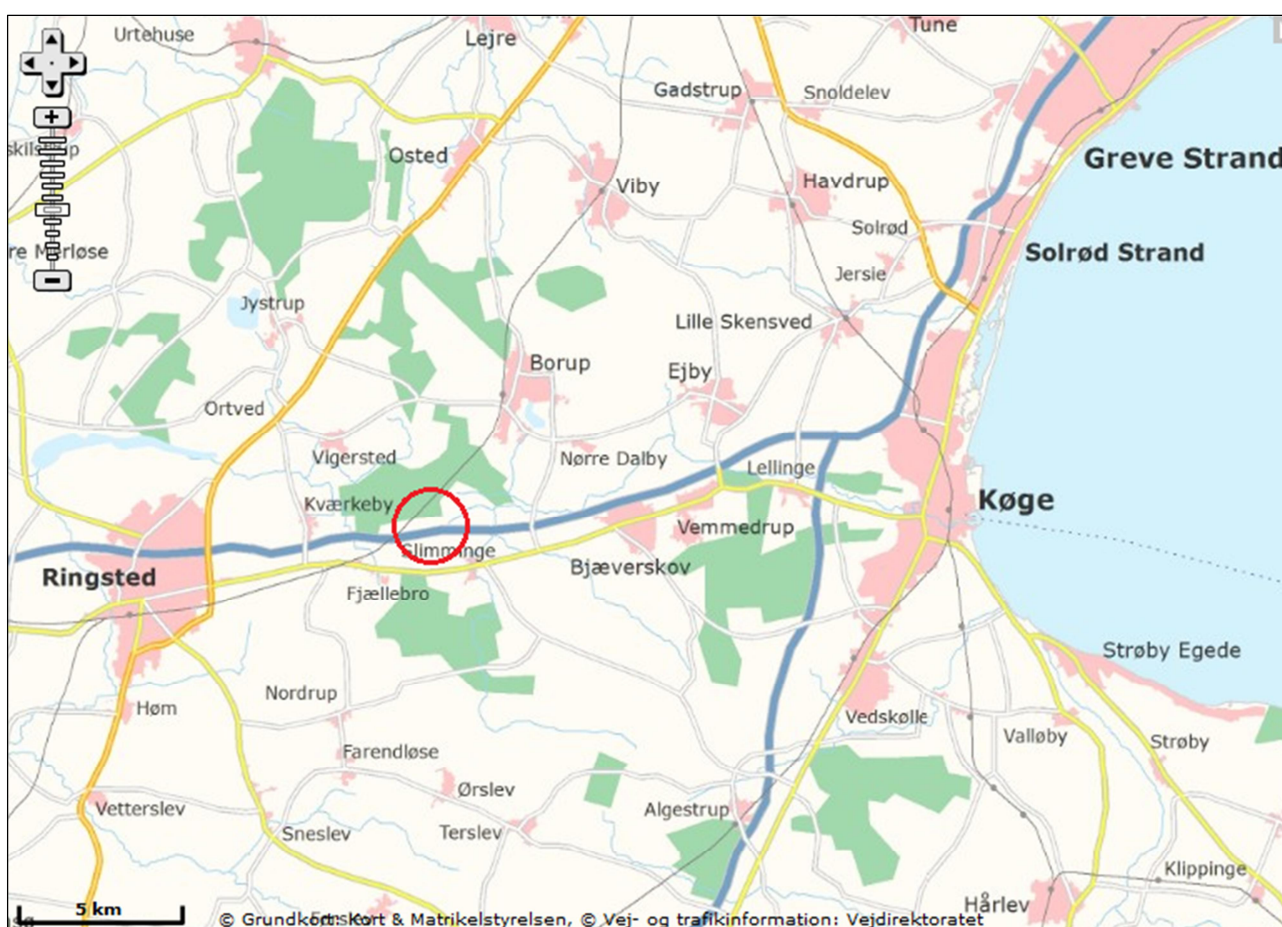 Urtehuse
Lejre
Tune
Gadstrup
Snoldelev
Osted
Greve Strand
Viby
Havdrup
Solrød
re Merløse
Solrød Strand
Jersie
Jystrup
Lille Skensved
Borup
Ejby
Ortved
Vigersted
Nørre Dalby
Lellinge
Kværkeby
Køge
Vemmedrup
Slimminge
Bjæverskov
Ringsted
Fjællebro
Strøby Egede
Nordrup
Høm
Vedskølle
Valløby
Strøby
Farendløse
Ørslev
Vetterslev
Algestrup
Sneslev
Terslev
Klippinge
5 km
Hårlev
© Grundkort: Kort & Matrikelstyrelsen, © Vej- og trafikinformation: Vejdirektoratet